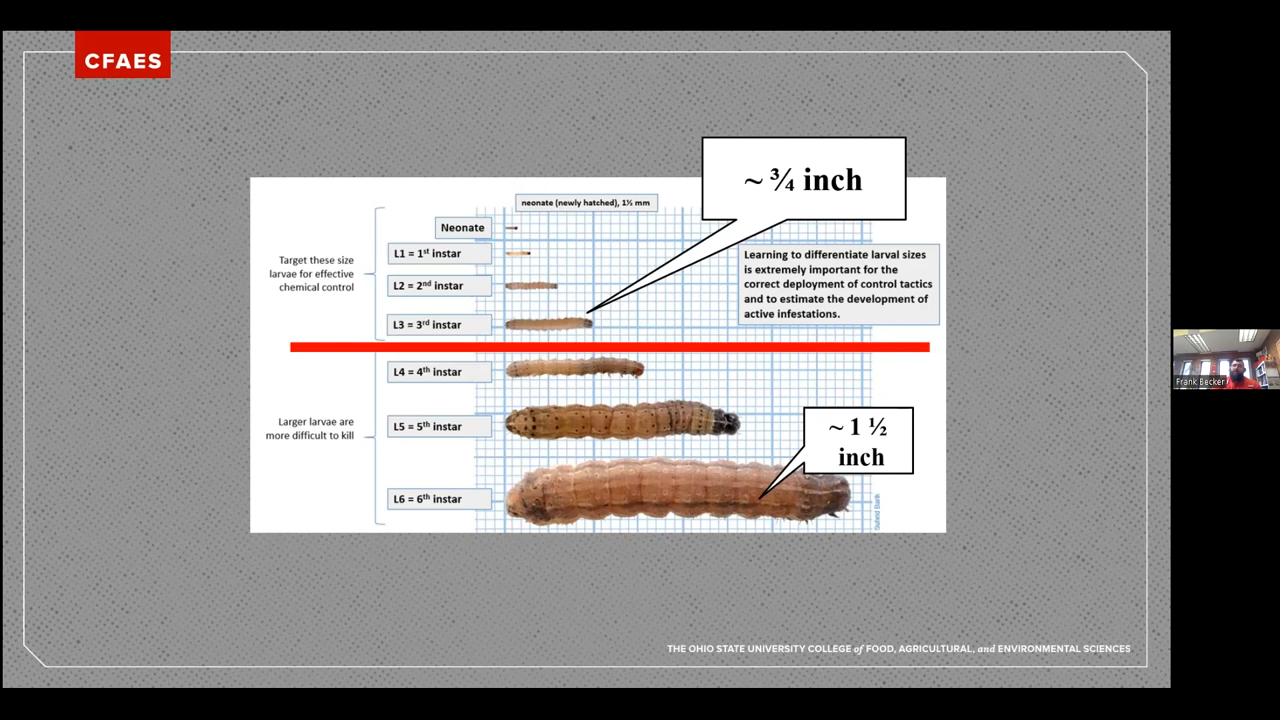 CFAES
~ ¾ inch
neonate (newly hatched), 1½ mm
Neonate
L1 = 1st instar
L2 = 2nd instar
L3 = 3rd instar
Target these size
larvae for effective
chemical control
Learning to differentiate larval sizes
is extremely important for the
correct deployment of control tactics
and to estimate the development of
active infestations.
L4 = 4th instar
L5 = 5th instar
L6 = 6th instar
Larger larvae are
more difficult to kill
~ 1 ½
inch
Frank Becker
THE OHIO STATE UNIVERSITY COLLEGE of FOOD, AGRICULTURAL, and ENVIRONMENTAL SCIENCES